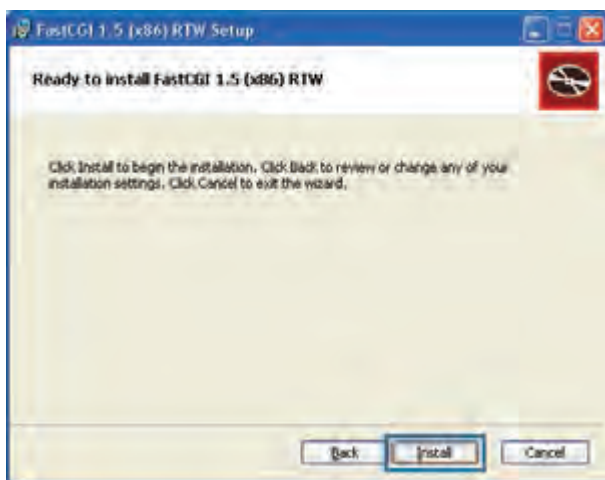 FastCGI 1.5 (x86) RTW Setup
Ready to install FastCGI 1.5 (x86) RTW
Click Install to begin the installation. Click Back to review or change any of your
installation settings. Click Cancel to exit the wizard.
Back
Install
Cancel